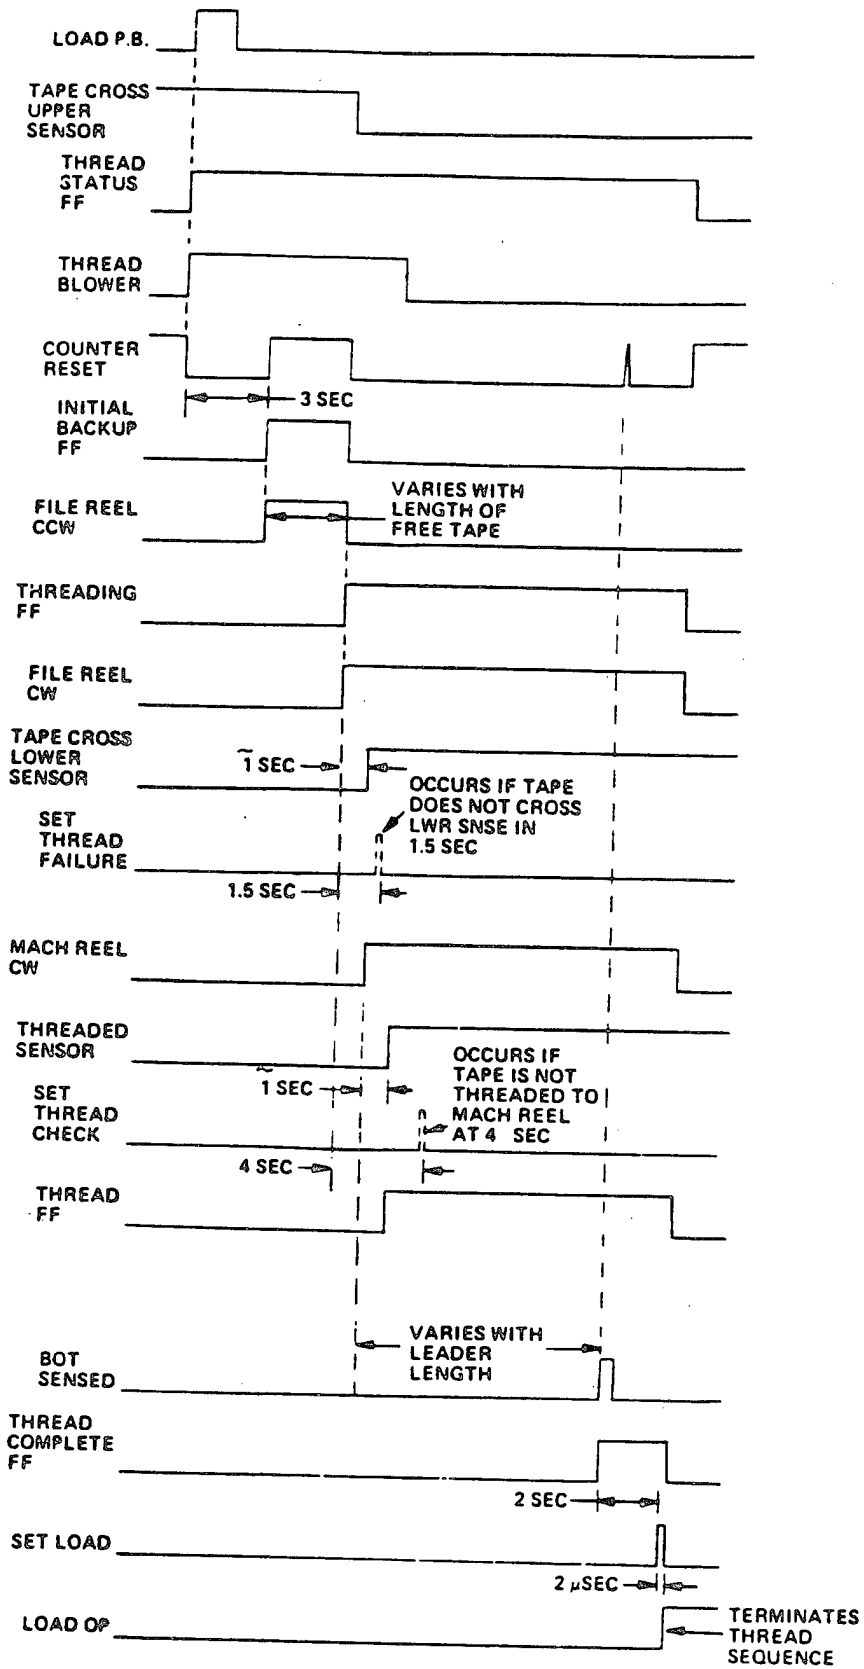 LOAD P.B.
TAPE CROSS
UPPER
SENSOR
THREAD
STATUS
FF
THREAD
BLOWER
COUNTER
RESET
3 SEC
INITIAL
BACKUP
FF
FILE REEL
CCW
VARIES WITH
LENGTH OF
FREE TAPE
THREADING
FF
FILE REEL
CW
TAPE CROSS
LOWER
SENSOR
~1 SEC
OCCURS IF TAPE
DOES NOT CROSS
LWR SNSE IN
1.5 SEC
SET
THREAD
FAILURE
1.5 SEC
MACH REEL
CW
THREADED
SENSOR
~1 SEC
OCCURS IF
TAPE IS NOT
THREADED TO
MACH REEL
AT 4 SEC
SET
THREAD
CHECK
4 SEC
THREAD
FF
VARIES WITH
LEADER
LENGTH
BOT
SENSED
THREAD
COMPLETE
FF
2 SEC
SET LOAD
2 μSEC
LOAD OP
TERMINATES
THREAD
SEQUENCE